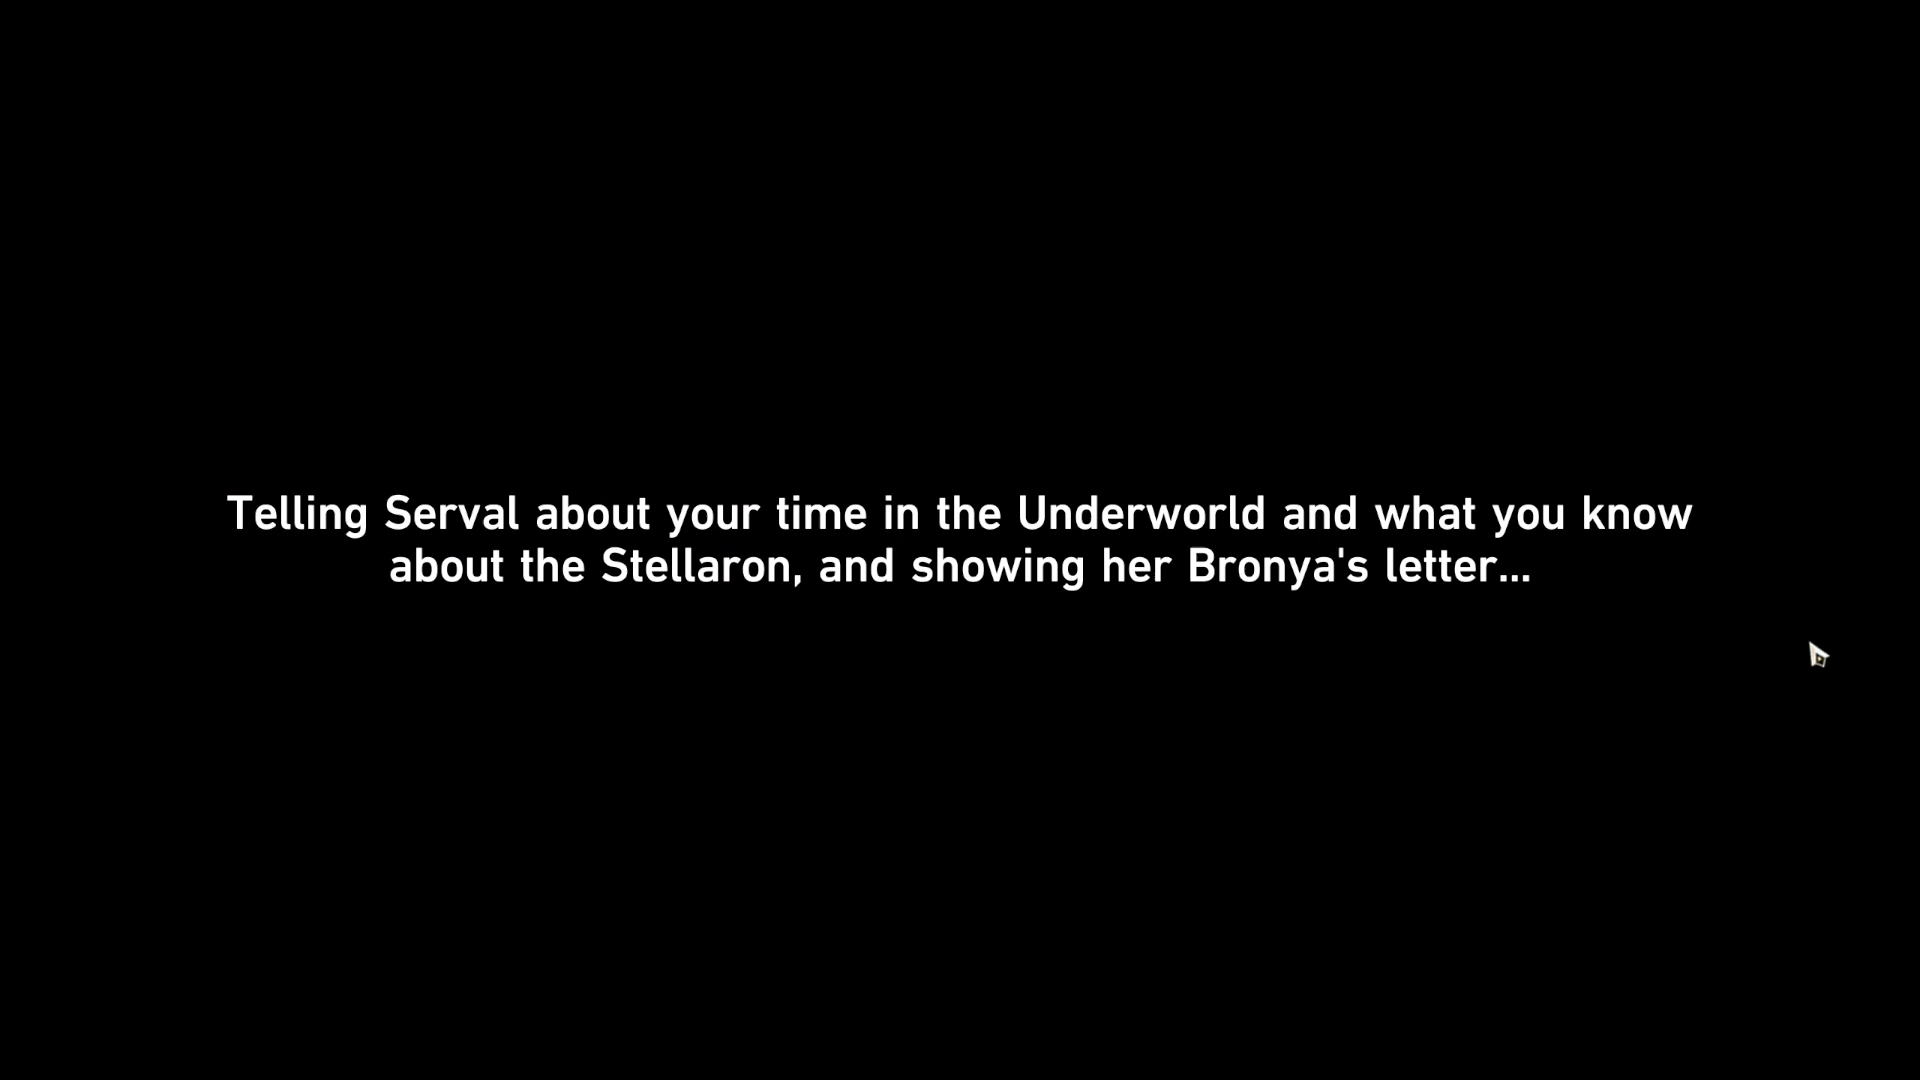 Telling Serval about your time in the Underworld and what you know
about the Stellaron, and showing her Bronya's letter...